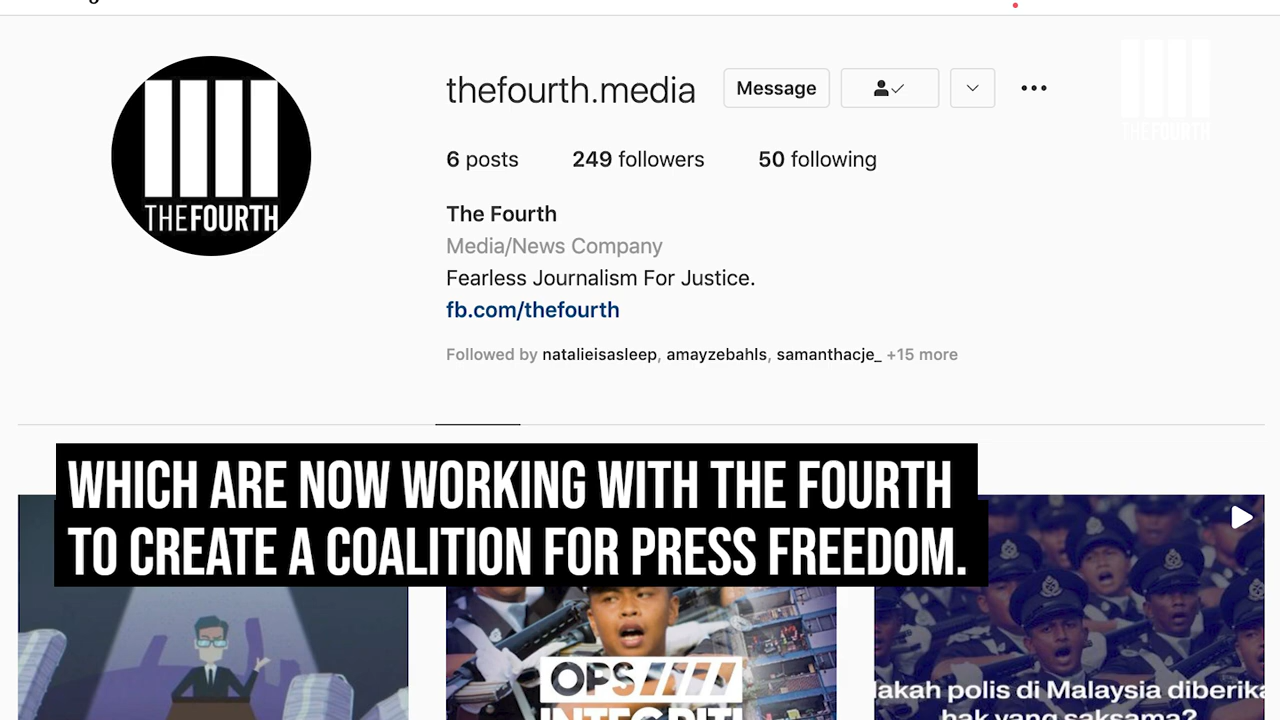 thefourth.media Message
THEFOURTH
6 posts 249 followers 50 following
THEFOURTH
The Fourth
Media/News Company
Fearless Journalism For Justice.
fb.com/thefourth
Followed by natalieisasleep, amayzebahls, samanthacje_ +15 more
WHICH ARE NOW WORKING WITH THE FOURTH
TO CREATE A COALITION FOR PRESS FREEDOM.
OPS
INTEGRITI
polis di Malaysia
hak yang saksama?